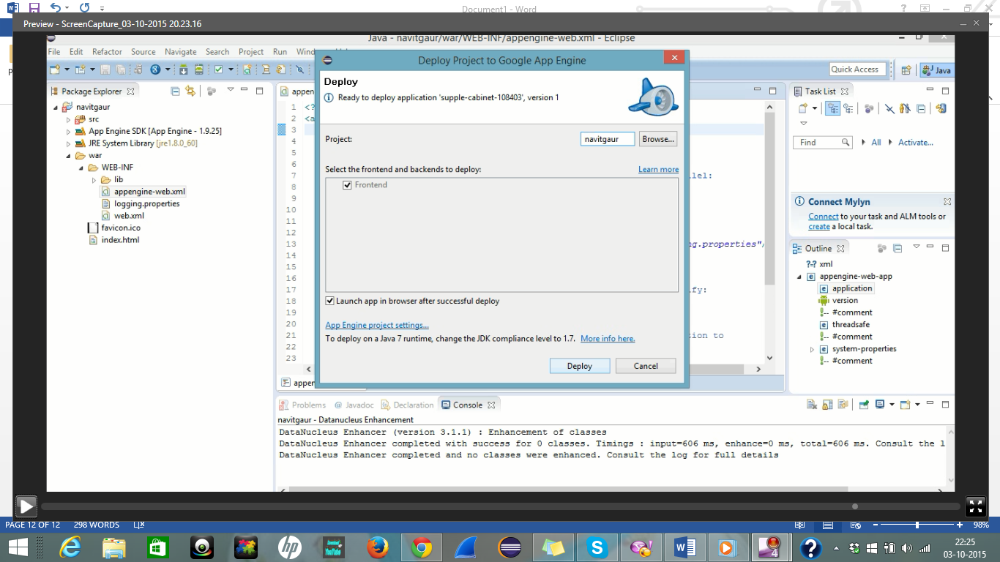 Document1 - Word
Preview - ScreenCapture_03-10-2015 20.23.16
Java - navitgaur/war/WEB-INF/appengine-web.xml - Eclipse
File Edit Refactor Source Navigate Search Project Run Wind
Quick Access
Java
Deploy Project to Google App Engine
Deploy
Ready to deploy application 'supple-cabinet-108403', version 1
Project:
navitgaur
Browse...
Select the frontend and backends to deploy:
Learn more
Frontend
Launch app in browser after successful deploy
App Engine project settings...
To deploy on a Java 7 runtime, change the JDK compliance level to 1.7. More info here.
Deploy
Cancel
Package Explorer
navitgaur
src
App Engine SDK [App Engine - 1.9.25]
JRE System Library [jre1.8.0_60]
war
WEB-INF
lib
appengine-web.xml
logging.properties
web.xml
favicon.ico
index.html
appen
1 <?
2 <a
3
4
5
6
7 lel:
8
9
10
11
12
13 ng.properties"/
14
15
16
17 fy:
18
19
20
21 ion to
22
23
appen
Task List
Find
All
Activate...
Connect Mylyn
Connect to your task and ALM tools or
create a local task.
Outline
?=? xml
appengine-web-app
application
version
#comment
threadsafe
#comment
system-properties
#comment
Problems @ Javadoc Declaration Console
navitgaur - Datanucleus Enhancement
DataNucleus Enhancer (version 3.1.1) : Enhancement of classes
DataNucleus Enhancer completed with success for 0 classes. Timings : input=606 ms, enhance=0 ms, total=606 ms. Consult the l
DataNucleus Enhancer completed and no classes were enhanced. Consult the log for full details
PAGE 12 OF 12 298 WORDS
98%
22:25
03-10-2015